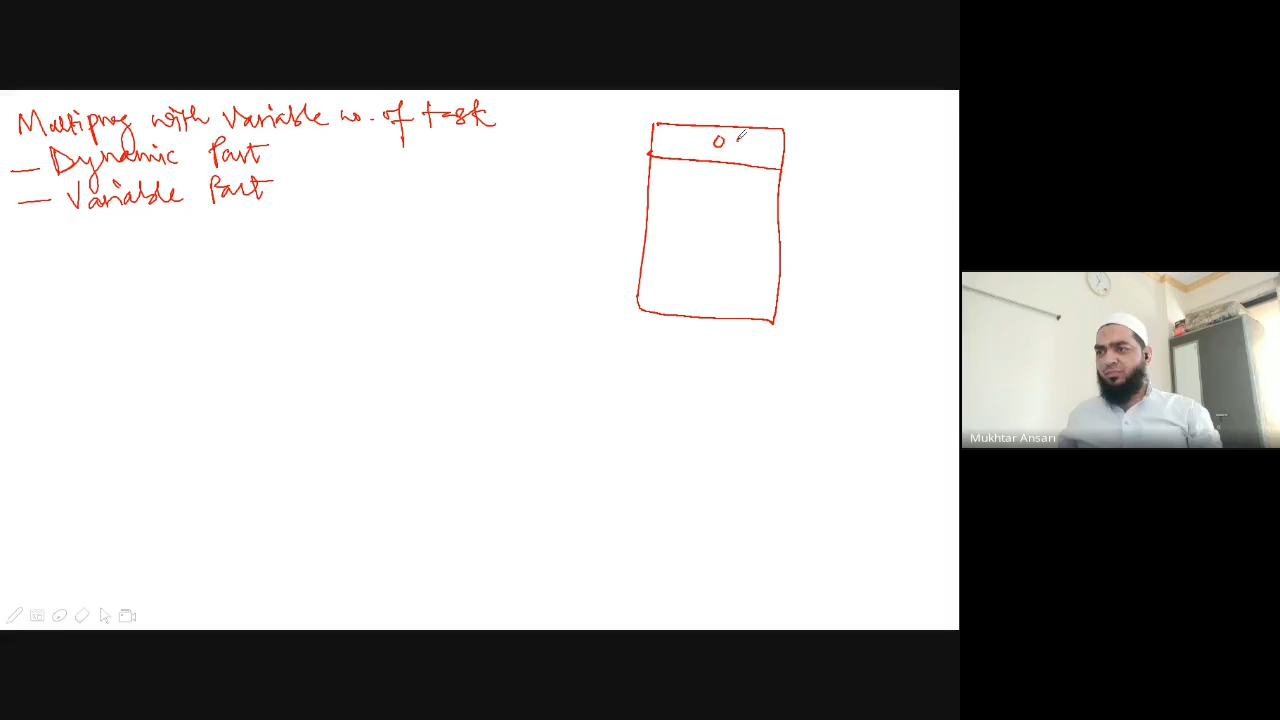 Multiprog with Variable no. of task
— Dynamic Part
— Variable Part
O
Mukhtar Ansari